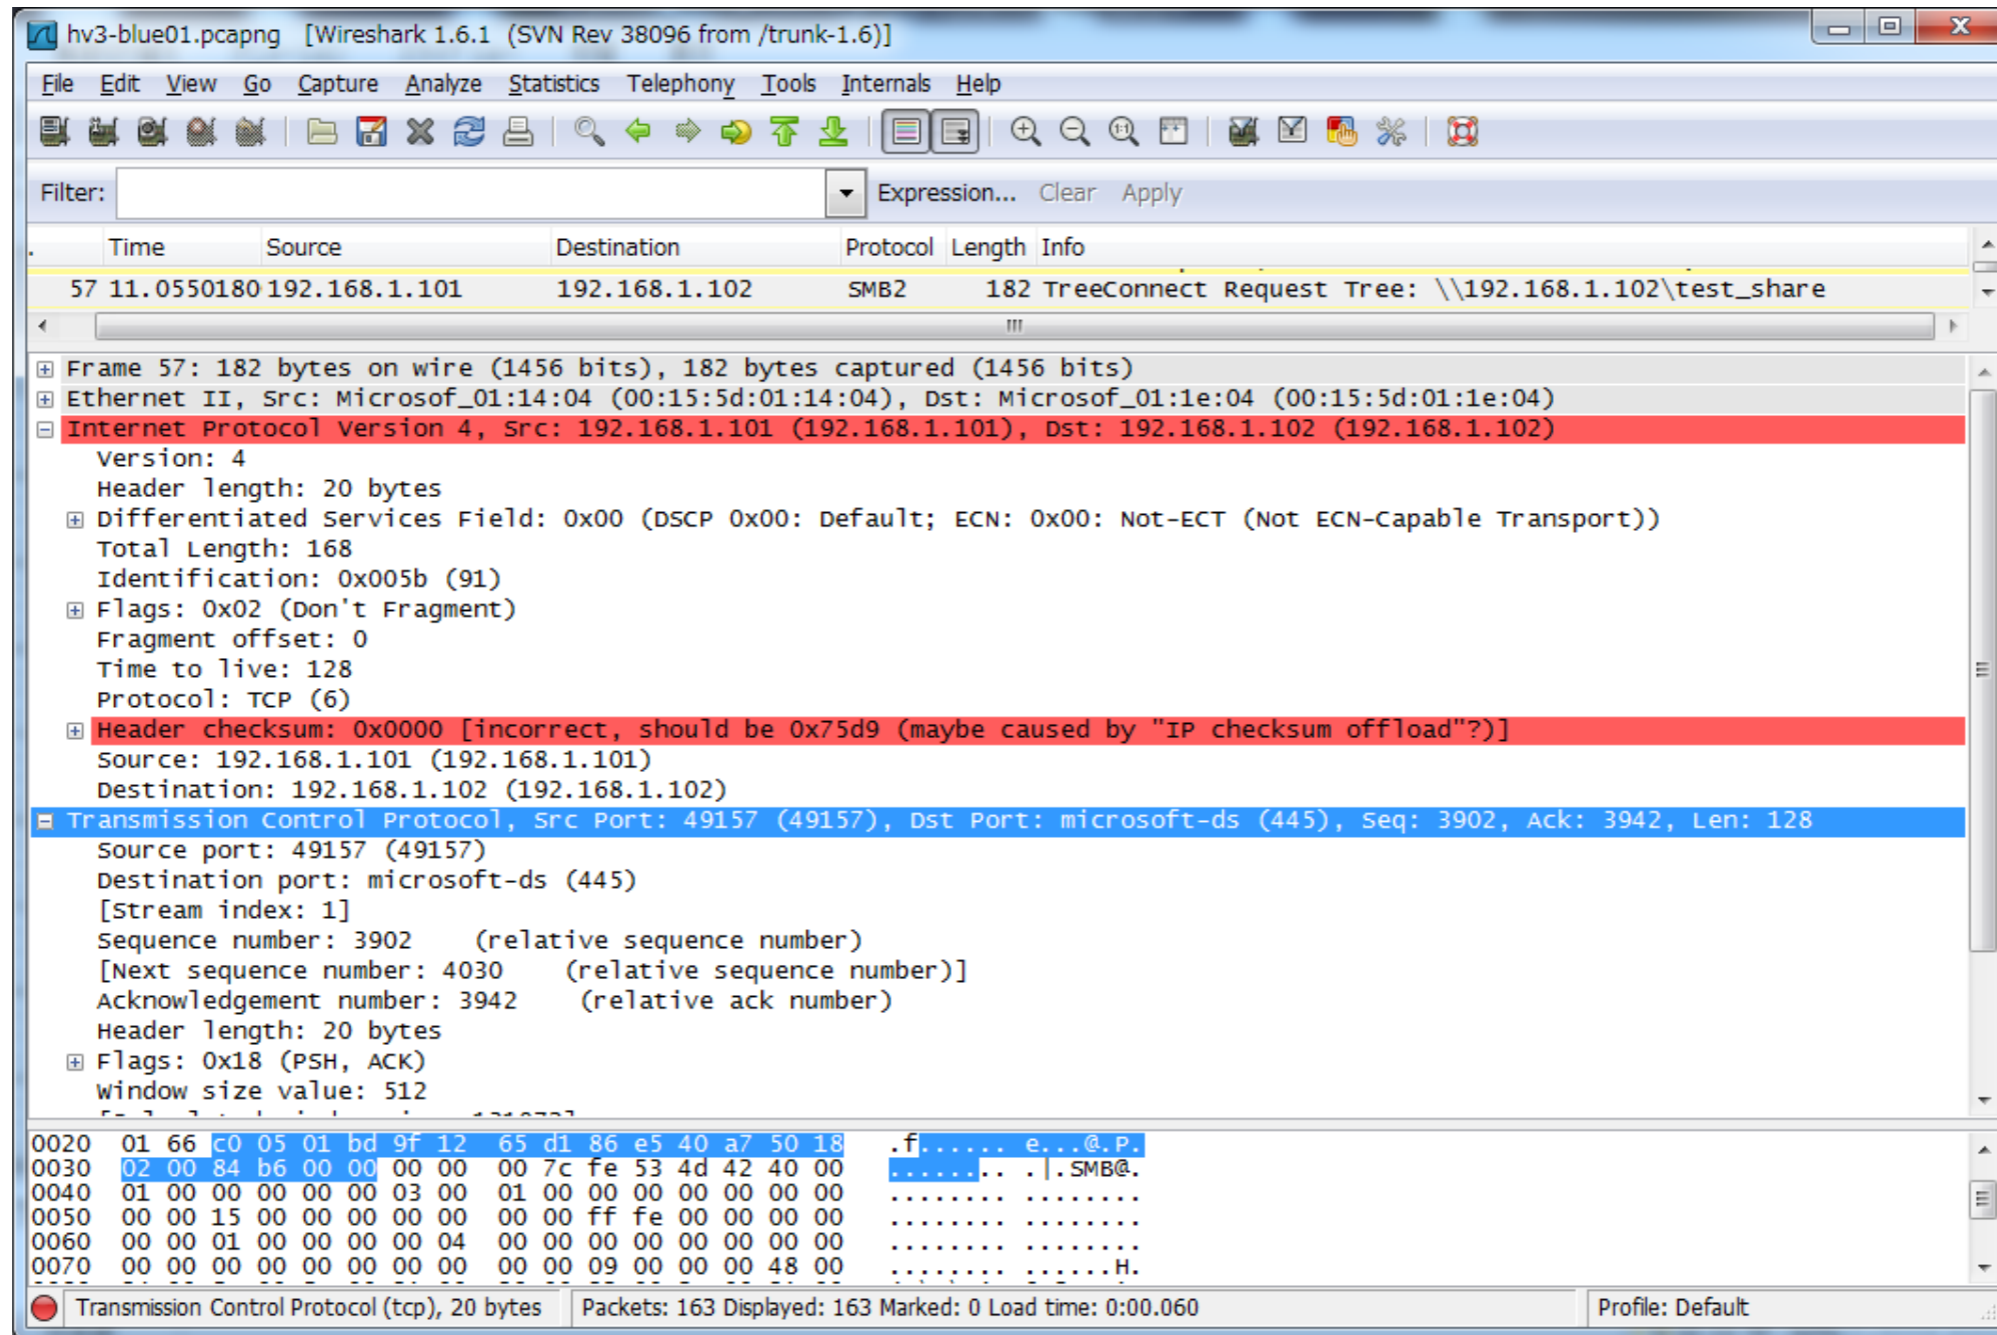 hv3-blue01.pcapng [Wireshark 1.6.1 (SVN Rev 38096 from /trunk-1.6)]
File Edit View Go Capture Analyze Statistics Telephony Tools Internals Help
Filter: Expression... Clear Apply
. Time Source Destination Protocol Length Info
57 11.0550180 192.168.1.101 192.168.1.102 SMB2 182 TreeConnect Request Tree: \\192.168.1.102\test_share
Frame 57: 182 bytes on wire (1456 bits), 182 bytes captured (1456 bits)
Ethernet II, Src: Microsof_01:14:04 (00:15:5d:01:14:04), Dst: Microsof_01:1e:04 (00:15:5d:01:1e:04)
Internet Protocol Version 4, Src: 192.168.1.101 (192.168.1.101), Dst: 192.168.1.102 (192.168.1.102)
Version: 4
Header length: 20 bytes
Differentiated Services Field: 0x00 (DSCP 0x00: Default; ECN: 0x00: Not-ECT (Not ECN-Capable Transport))
Total Length: 168
Identification: 0x005b (91)
Flags: 0x02 (Don't Fragment)
Fragment offset: 0
Time to live: 128
Protocol: TCP (6)
Header checksum: 0x0000 [incorrect, should be 0x75d9 (maybe caused by "IP checksum offload"?)]
Source: 192.168.1.101 (192.168.1.101)
Destination: 192.168.1.102 (192.168.1.102)
Transmission Control Protocol, Src Port: 49157 (49157), Dst Port: microsoft-ds (445), Seq: 3902, Ack: 3942, Len: 128
Source port: 49157 (49157)
Destination port: microsoft-ds (445)
[Stream index: 1]
Sequence number: 3902 (relative sequence number)
[Next sequence number: 4030 (relative sequence number)]
Acknowledgement number: 3942 (relative ack number)
Header length: 20 bytes
Flags: 0x18 (PSH, ACK)
Window size value: 512
0020 01 66 c0 05 01 bd 9f 12 65 d1 86 e5 40 a7 50 18 .f...... e...@.P.
0030 02 00 84 b6 00 00 00 00 00 7c fe 53 4d 42 40 00 ........ .|.SMB@.
0040 01 00 00 00 00 00 03 00 01 00 00 00 00 00 00 00 ........ ........
0050 00 00 15 00 00 00 00 00 00 00 ff fe 00 00 00 00 ........ ........
0060 00 00 01 00 00 00 00 04 00 00 00 00 00 00 00 00 ........ ........
0070 00 00 00 00 00 00 00 00 00 00 09 00 00 00 48 00 ........ ......H.
Transmission Control Protocol (tcp), 20 bytes Packets: 163 Displayed: 163 Marked: 0 Load time: 0:00.060 Profile: Default